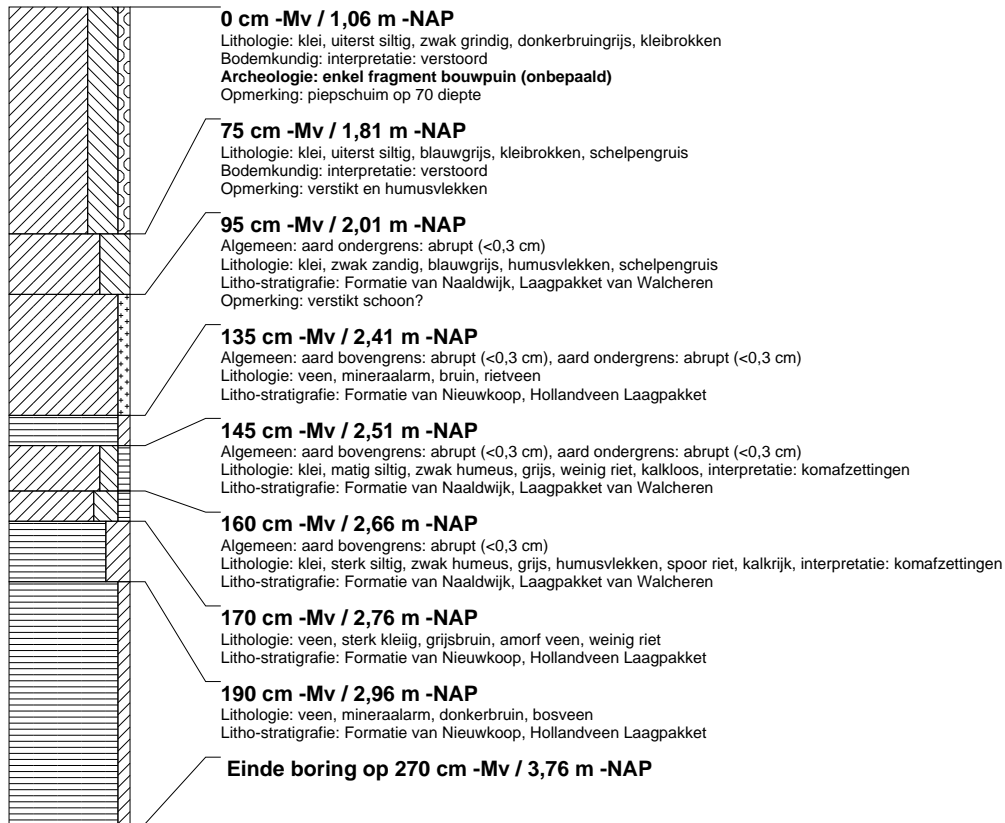 0 cm -Mv / 1,06 m -NAP
Lithologie: klei, uiterst siltig, zwak grindig, donkerbruingrijs, kleibrokken
Bodemkundig: interpretatie: verstoord
Archeologie: enkel fragment bouwpuin (onbepaald)
Opmerking: piepschuim op 70 diepte
75 cm -Mv / 1,81 m -NAP
Lithologie: klei, uiterst siltig, blauwgrijs, kleibrokken, schelpengruis
Bodemkundig: interpretatie: verstoord
Opmerking: verstikt en humusvlekken
95 cm -Mv / 2,01 m -NAP
Algemeen: aard ondergrens: abrupt (<0,3 cm)
Lithologie: klei, zwak zandig, blauwgrijs, humusvlekken, schelpengruis
Litho-stratigrafie: Formatie van Naaldwijk, Laagpakket van Walcheren
Opmerking: verstikt schoon?
135 cm -Mv / 2,41 m -NAP
Algemeen: aard bovengrens: abrupt (<0,3 cm), aard ondergrens: abrupt (<0,3 cm)
Lithologie: veen, mineraalarm, bruin, rietveen
Litho-stratigrafie: Formatie van Nieuwkoop, Hollandveen Laagpakket
145 cm -Mv / 2,51 m -NAP
Algemeen: aard bovengrens: abrupt (<0,3 cm), aard ondergrens: abrupt (<0,3 cm)
Lithologie: klei, matig siltig, zwak humeus, grijs, weinig riet, kalkloos, interpretatie: komafzettingen
Litho-stratigrafie: Formatie van Naaldwijk, Laagpakket van Walcheren
160 cm -Mv / 2,66 m -NAP
Algemeen: aard bovengrens: abrupt (<0,3 cm)
Lithologie: klei, sterk siltig, zwak humeus, grijs, humusvlekken, spoor riet, kalkrijk, interpretatie: komafzettingen
Litho-stratigrafie: Formatie van Naaldwijk, Laagpakket van Walcheren
170 cm -Mv / 2,76 m -NAP
Lithologie: veen, sterk kleiig, grijsbruin, amorf veen, weinig riet
Litho-stratigrafie: Formatie van Nieuwkoop, Hollandveen Laagpakket
190 cm -Mv / 2,96 m -NAP
Lithologie: veen, mineraalarm, donkerbruin, bosveen
Litho-stratigrafie: Formatie van Nieuwkoop, Hollandveen Laagpakket
Einde boring op 270 cm -Mv / 3,76 m -NAP